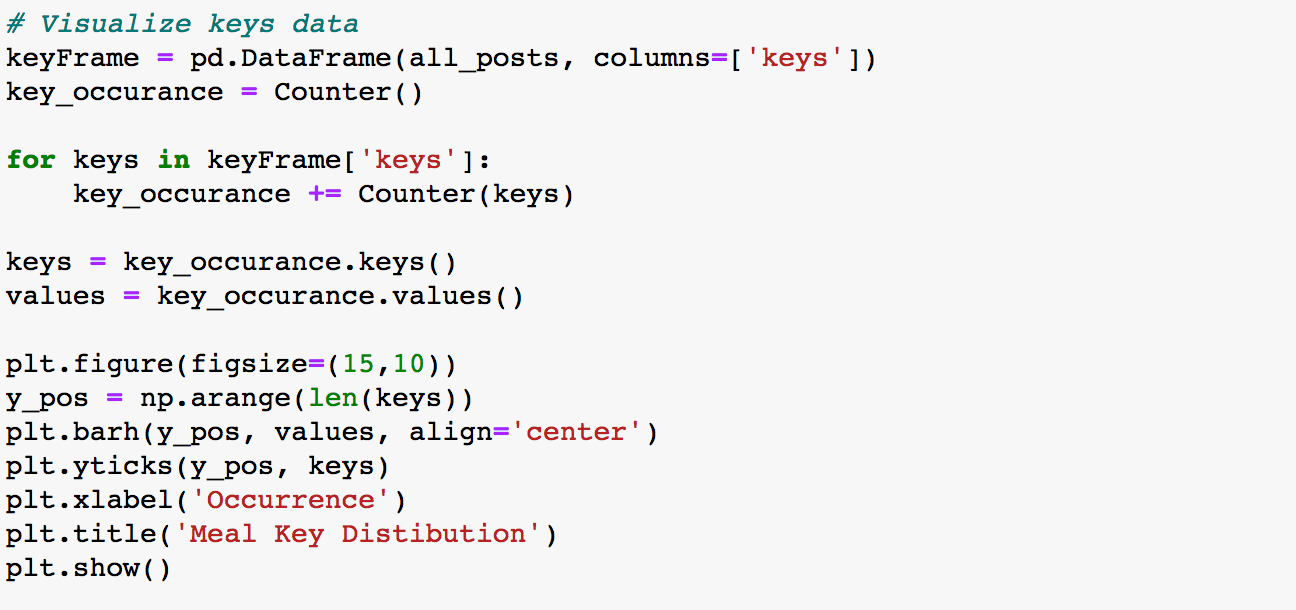 # Visualize keys data
keyFrame = pd.DataFrame(all_posts, columns=['keys'])
key_occurance = Counter()

for keys in keyFrame['keys']:
    key_occurance += Counter(keys)

keys = key_occurance.keys()
values = key_occurance.values()

plt.figure(figsize=(15,10))
y_pos = np.arange(len(keys))
plt.barh(y_pos, values, align='center')
plt.yticks(y_pos, keys)
plt.xlabel('Occurrence')
plt.title('Meal Key Distibution')
plt.show()